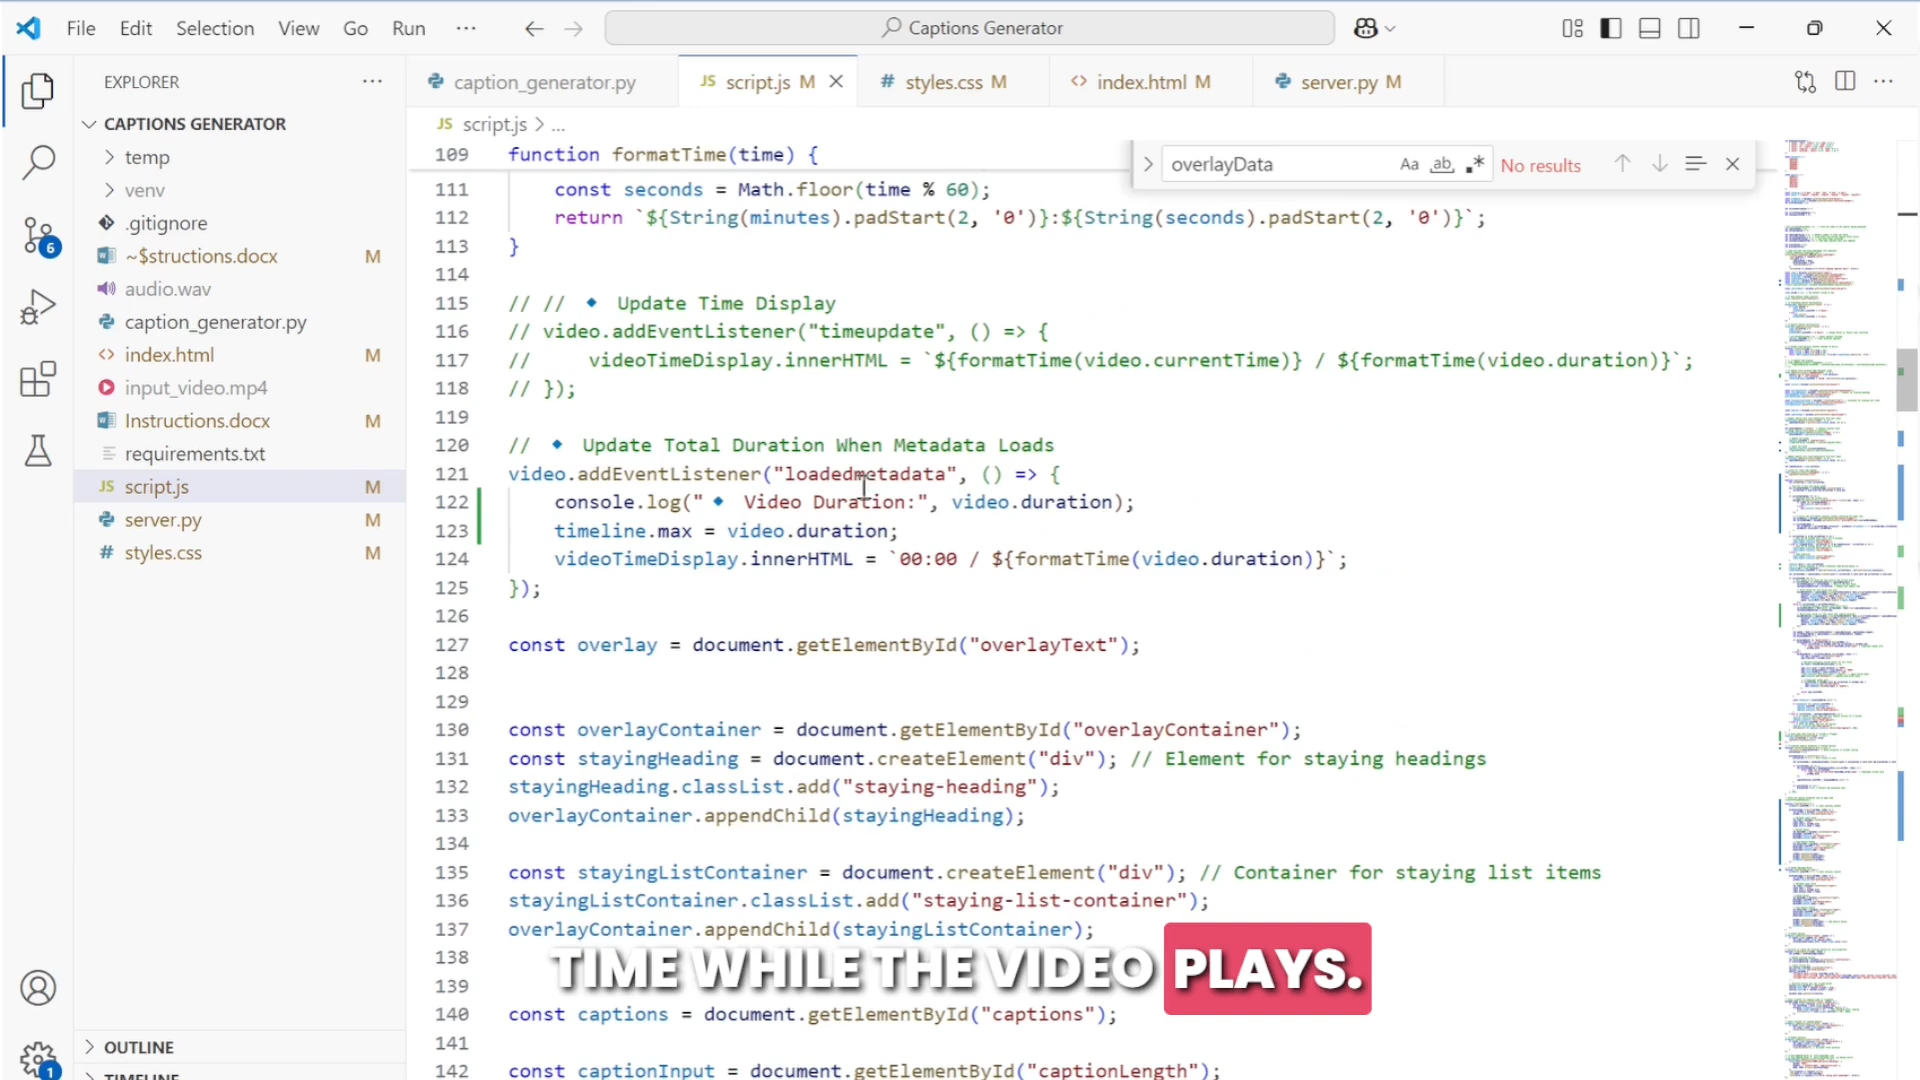 File Edit Selection View Go Run ··· Captions Generator
EXPLORER ···
CAPTIONS GENERATOR
temp
venv
.gitignore
~$structions.docx M
audio.wav
caption_generator.py
index.html M
input_video.mp4
Instructions.docx M
requirements.txt
JS script.js M
server.py M
# styles.css M
OUTLINE
TIMELINE
6
1
caption_generator.py JS script.js M # styles.css M <> index.html M server.py M ···
JS script.js > ...
overlayData Aa ab .* No results
109 function formatTime(time) {
111 const seconds = Math.floor(time % 60);
112 return `${String(minutes).padStart(2, '0')}:${String(seconds).padStart(2, '0')}`;
113 }
114
115 // // 🔹 Update Time Display
116 // video.addEventListener("timeupdate", () => {
117 // videoTimeDisplay.innerHTML = `${formatTime(video.currentTime)} / ${formatTime(video.duration)}`;
118 // });
119
120 // 🔹 Update Total Duration When Metadata Loads
121 video.addEventListener("loadedmetadata", () => {
122 console.log("🔹 Video Duration:", video.duration);
123 timeline.max = video.duration;
124 videoTimeDisplay.innerHTML = `00:00 / ${formatTime(video.duration)}`;
125 });
126
127 const overlay = document.getElementById("overlayText");
128
129
130 const overlayContainer = document.getElementById("overlayContainer");
131 const stayingHeading = document.createElement("div"); // Element for staying headings
132 stayingHeading.classList.add("staying-heading");
133 overlayContainer.appendChild(stayingHeading);
134
135 const stayingListContainer = document.createElement("div"); // Container for staying list items
136 stayingListContainer.classList.add("staying-list-container");
137 overlayContainer.appendChild(stayingListContainer);
138
139
140 const captions = document.getElementById("captions");
141
142 const captionInput = document.getElementById("captionLength");
TIME WHILE THE VIDEO PLAYS.